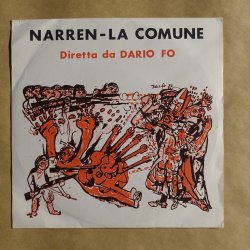 NARREN-LA COMUNE
Diretta da DARIO FO